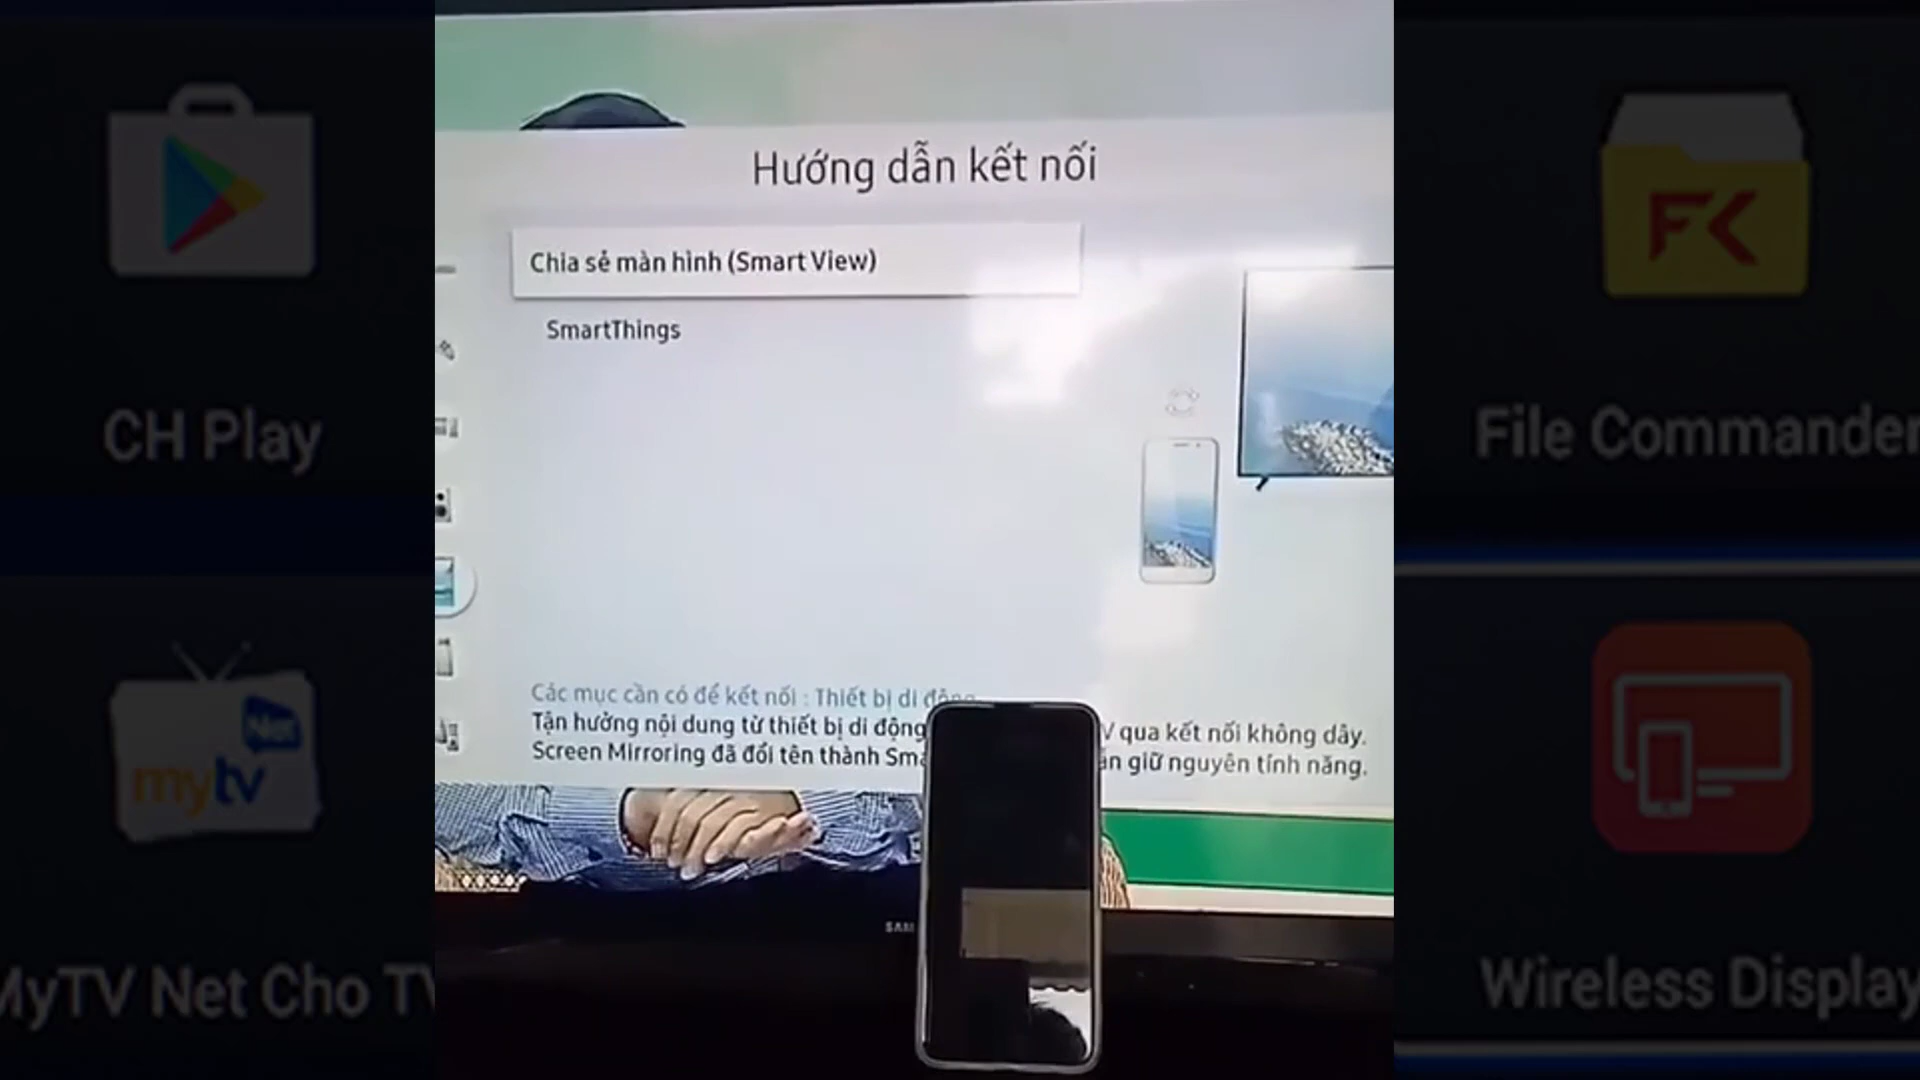 Hướng dẫn kết nối
Chia sẻ màn hình (Smart View)
SmartThings
Các mục cần có để kết nối : Thiết bị di động
Tận hưởng nội dung từ thiết bị di động V qua kết nối không dây.
Screen Mirroring đã đổi tên thành giữ nguyên tính năng.
SAM
CH Play
Net
mytv
MyTV Net Cho TV
FK
File Commander
Wireless Display